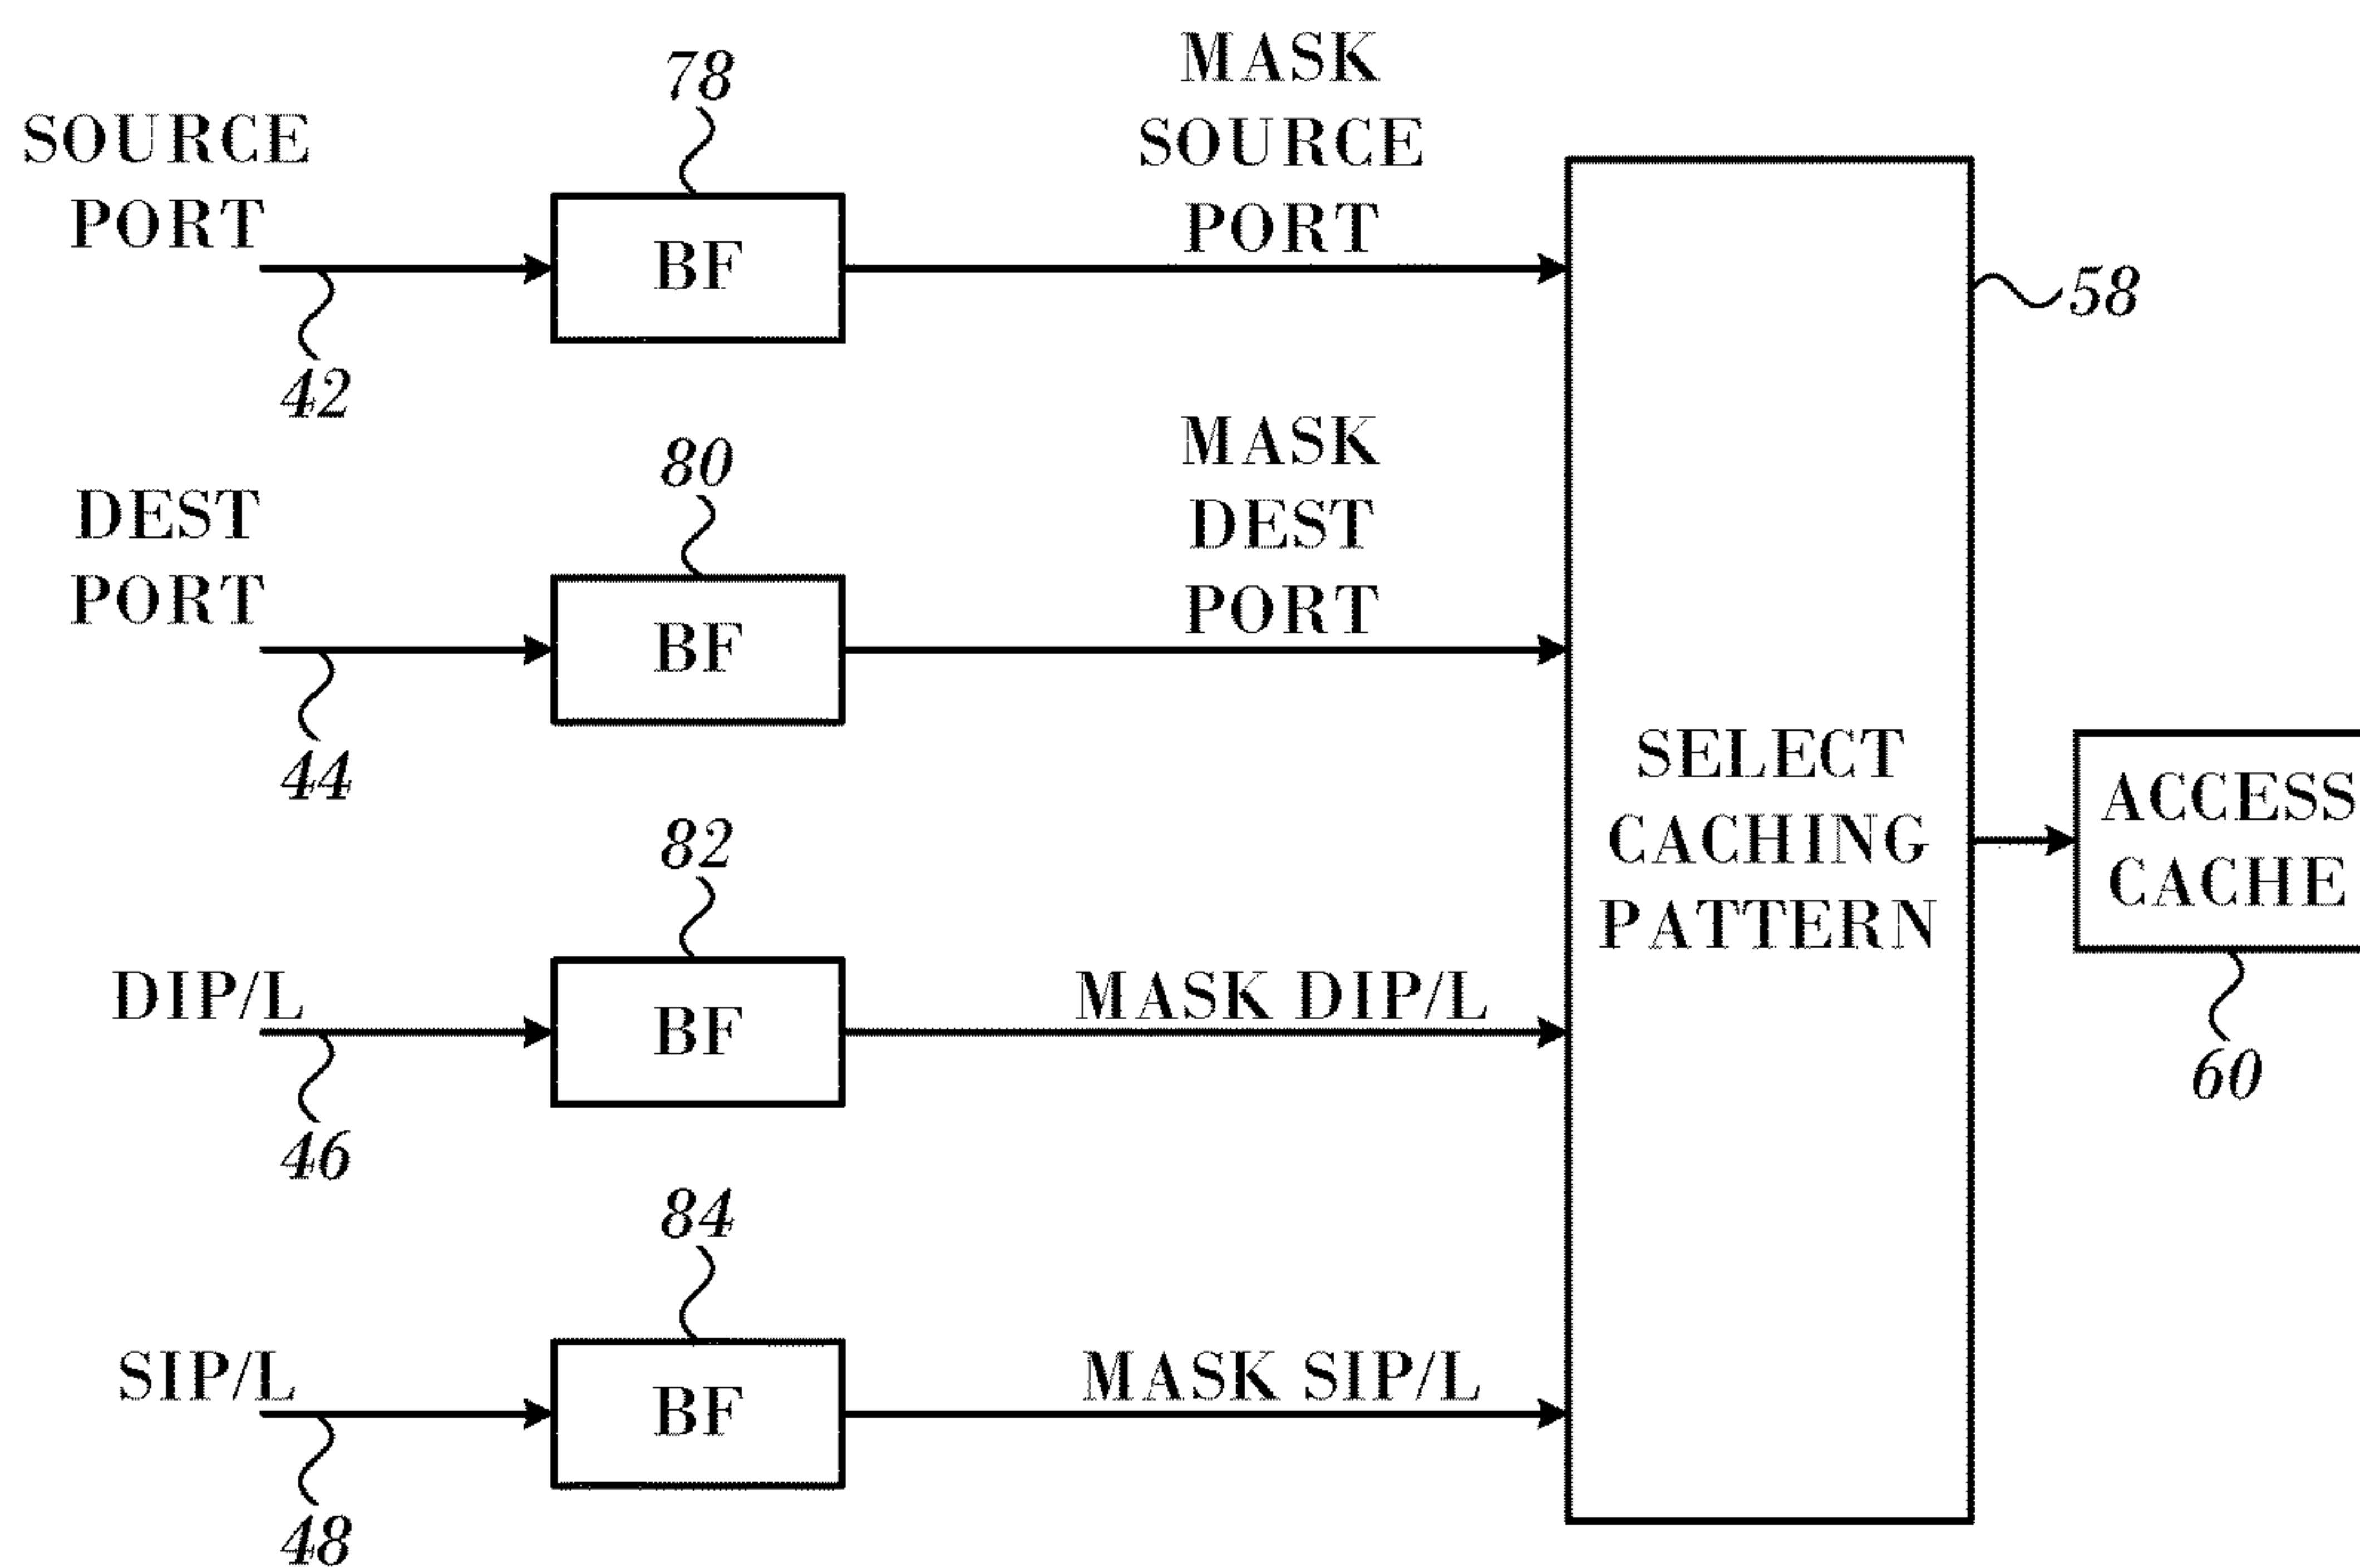 78
MASK
SOURCE
PORT
SOURCE
PORT
BF
58
42
80
MASK
DEST
PORT
DEST
PORT
BF
44
SELECT
CACHING
PATTERN
ACCESS
CACHE
82
DIP/L
BF
MASK DIP/L
60
46
84
SIP/L
BF
MASK SIP/L
48